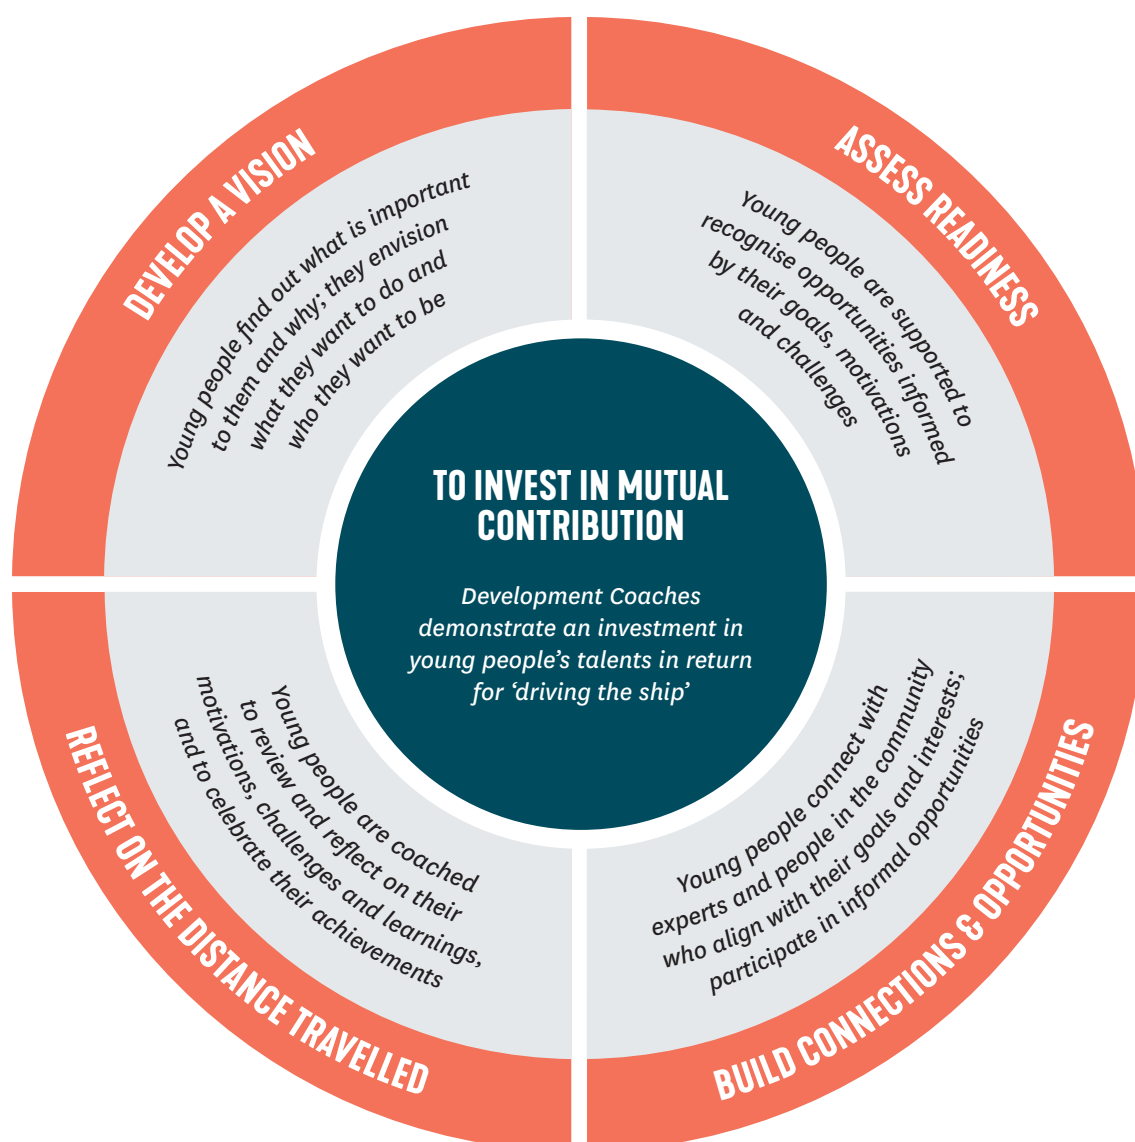 DEVELOP A VISION
Young people find out what is important
to them and why; they envision
what they want to do and
who they want to be
ASSESS READINESS
Young people are supported to
recognise opportunities informed
by their goals, motivations
and challenges
TO INVEST IN MUTUAL
CONTRIBUTION
Development Coaches
demonstrate an investment in
young people’s talents in return
for ‘driving the ship’
REFLECT ON THE DISTANCE TRAVELLED
Young people are coached
to review and reflect on their
motivations, challenges and learnings,
and to celebrate their achievements
BUILD CONNECTIONS & OPPORTUNITIES
Young people connect with
experts and people in the community
who align with their goals and interests;
participate in informal opportunities